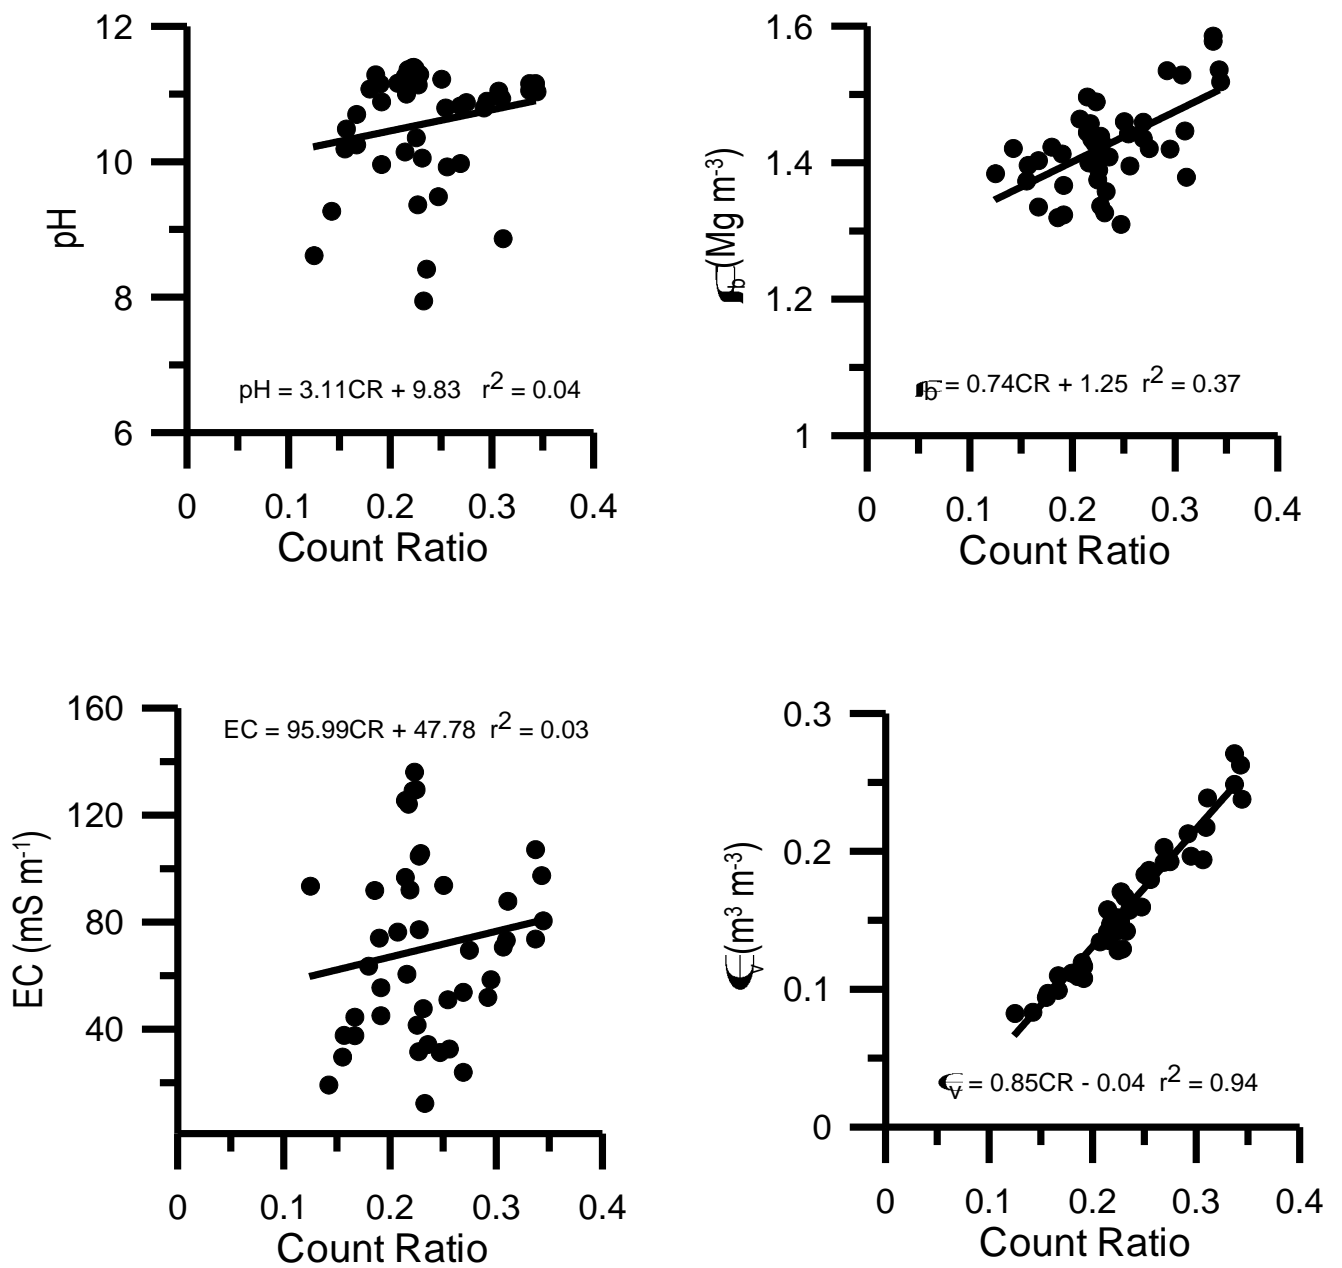 12
10
8
6
pH
pH = 3.11CR + 9.83 r² = 0.04
0 0.1 0.2 0.3 0.4
Count Ratio
1.6
1.4
1.2
1
b (Mg m⁻³)
b = 0.74CR + 1.25 r² = 0.37
0 0.1 0.2 0.3 0.4
Count Ratio
160
120
80
40
EC (mS m⁻¹)
EC = 95.99CR + 47.78 r² = 0.03
0 0.1 0.2 0.3 0.4
Count Ratio
0.3
0.2
0.1
0
v (m³ m⁻³)
v = 0.85CR - 0.04 r² = 0.94
0 0.1 0.2 0.3 0.4
Count Ratio